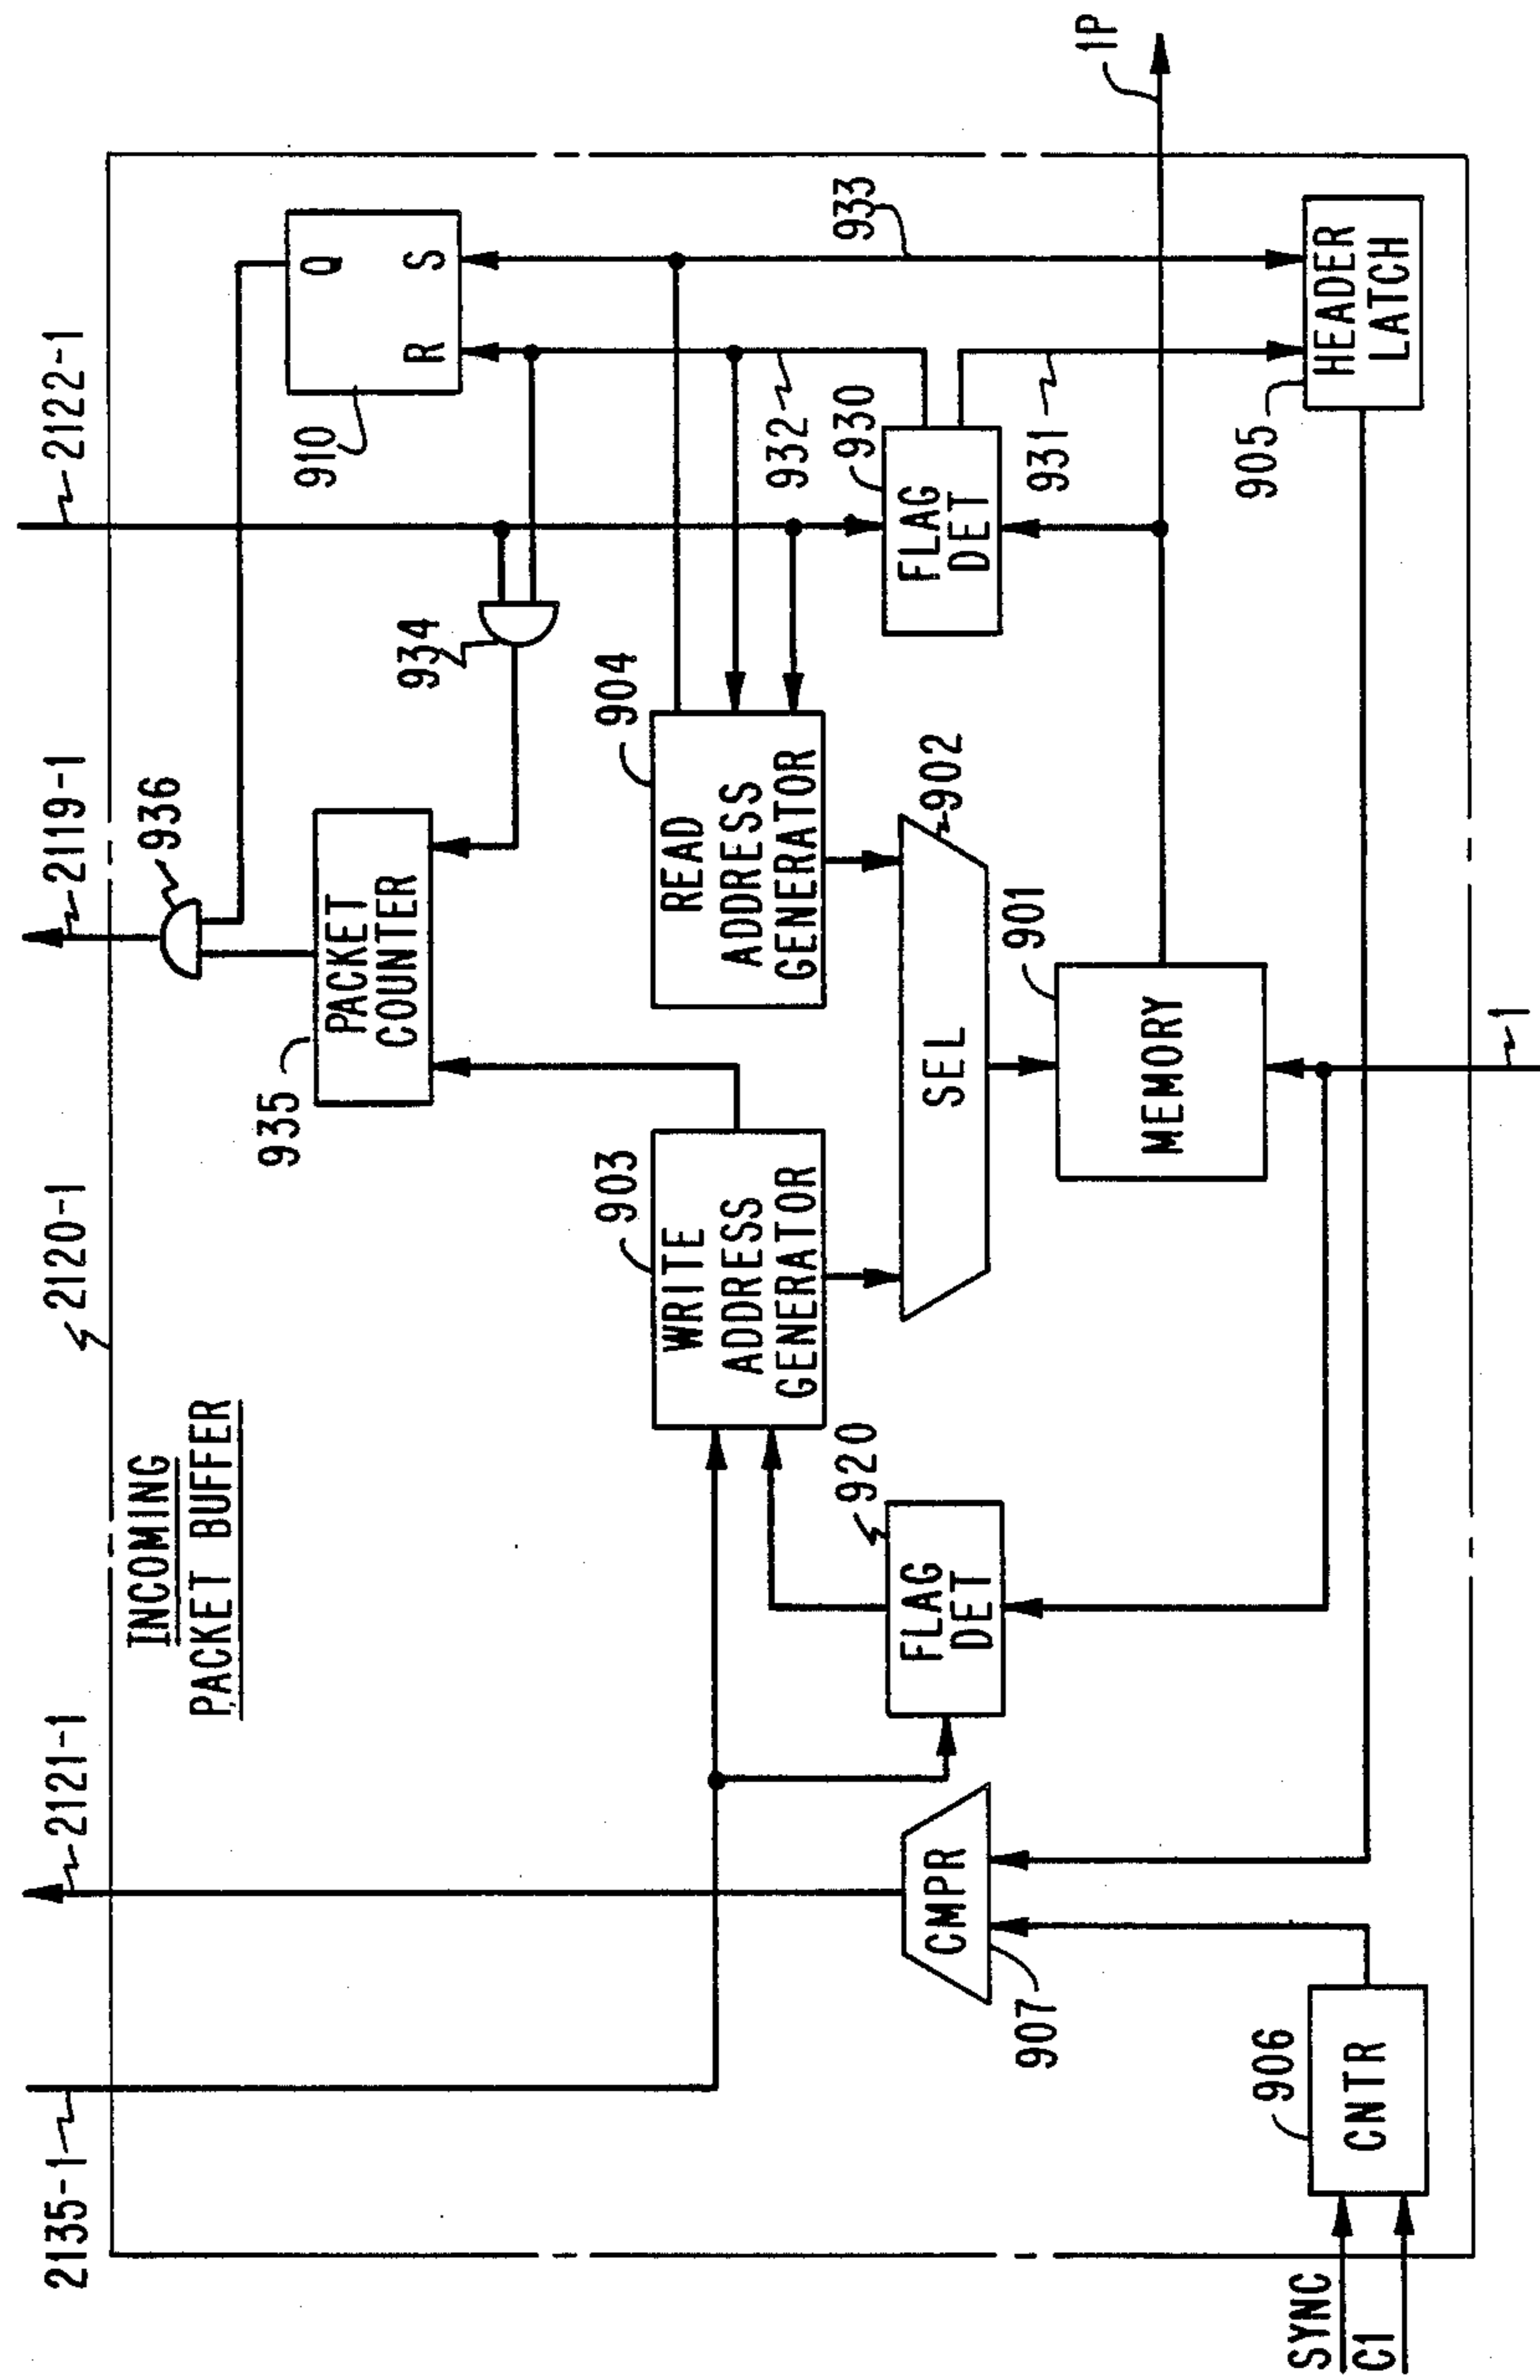 INCOMING
PACKET BUFFER
2135-1
2121-1
2120-1
2119-1
2122-1
936
935
PACKET
COUNTER
934
910
Q
R
S
903
WRITE
ADDRESS
GENERATOR
904
READ
ADDRESS
GENERATOR
920
FLAG
DET
902
SEL
930
FLAG
DET
932
931
933
1P
907
CMPR
901
MEMORY
906
CNTR
905
HEADER
LATCH
SYNC
C1
1